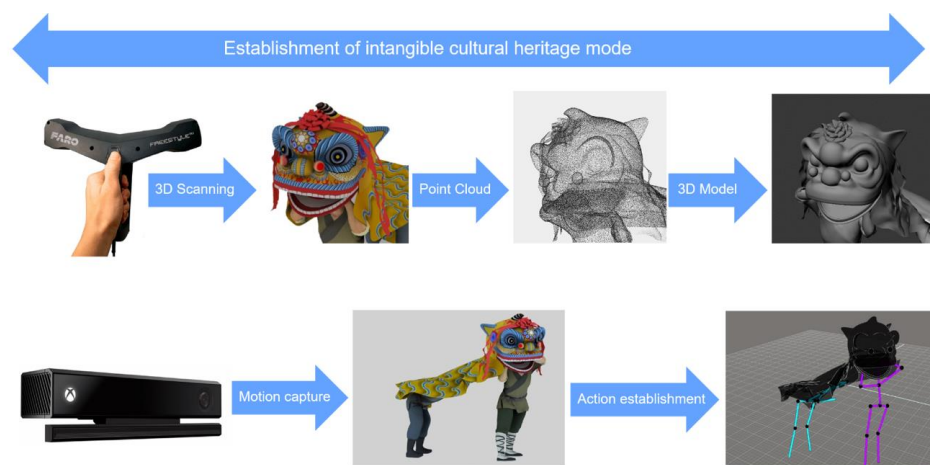 Establishment of intangible cultural heritage mode
FARO
FREESTYLE
3D Scanning
Point Cloud
3D Model
Motion capture
Action establishment